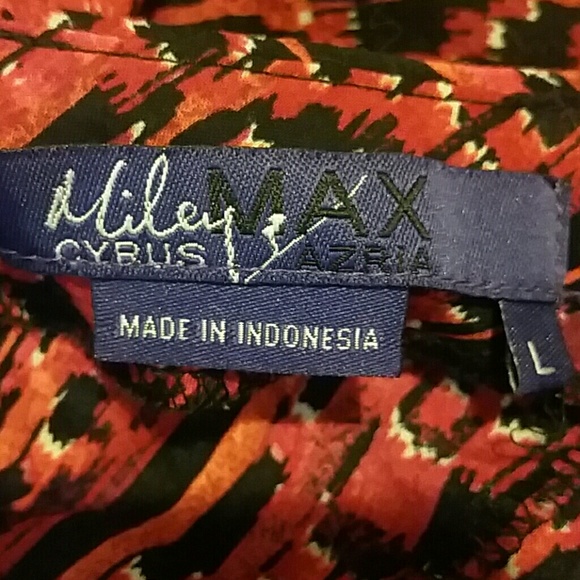 Miley MAX
CYRUS & AZRIA
MADE IN INDONESIA
L